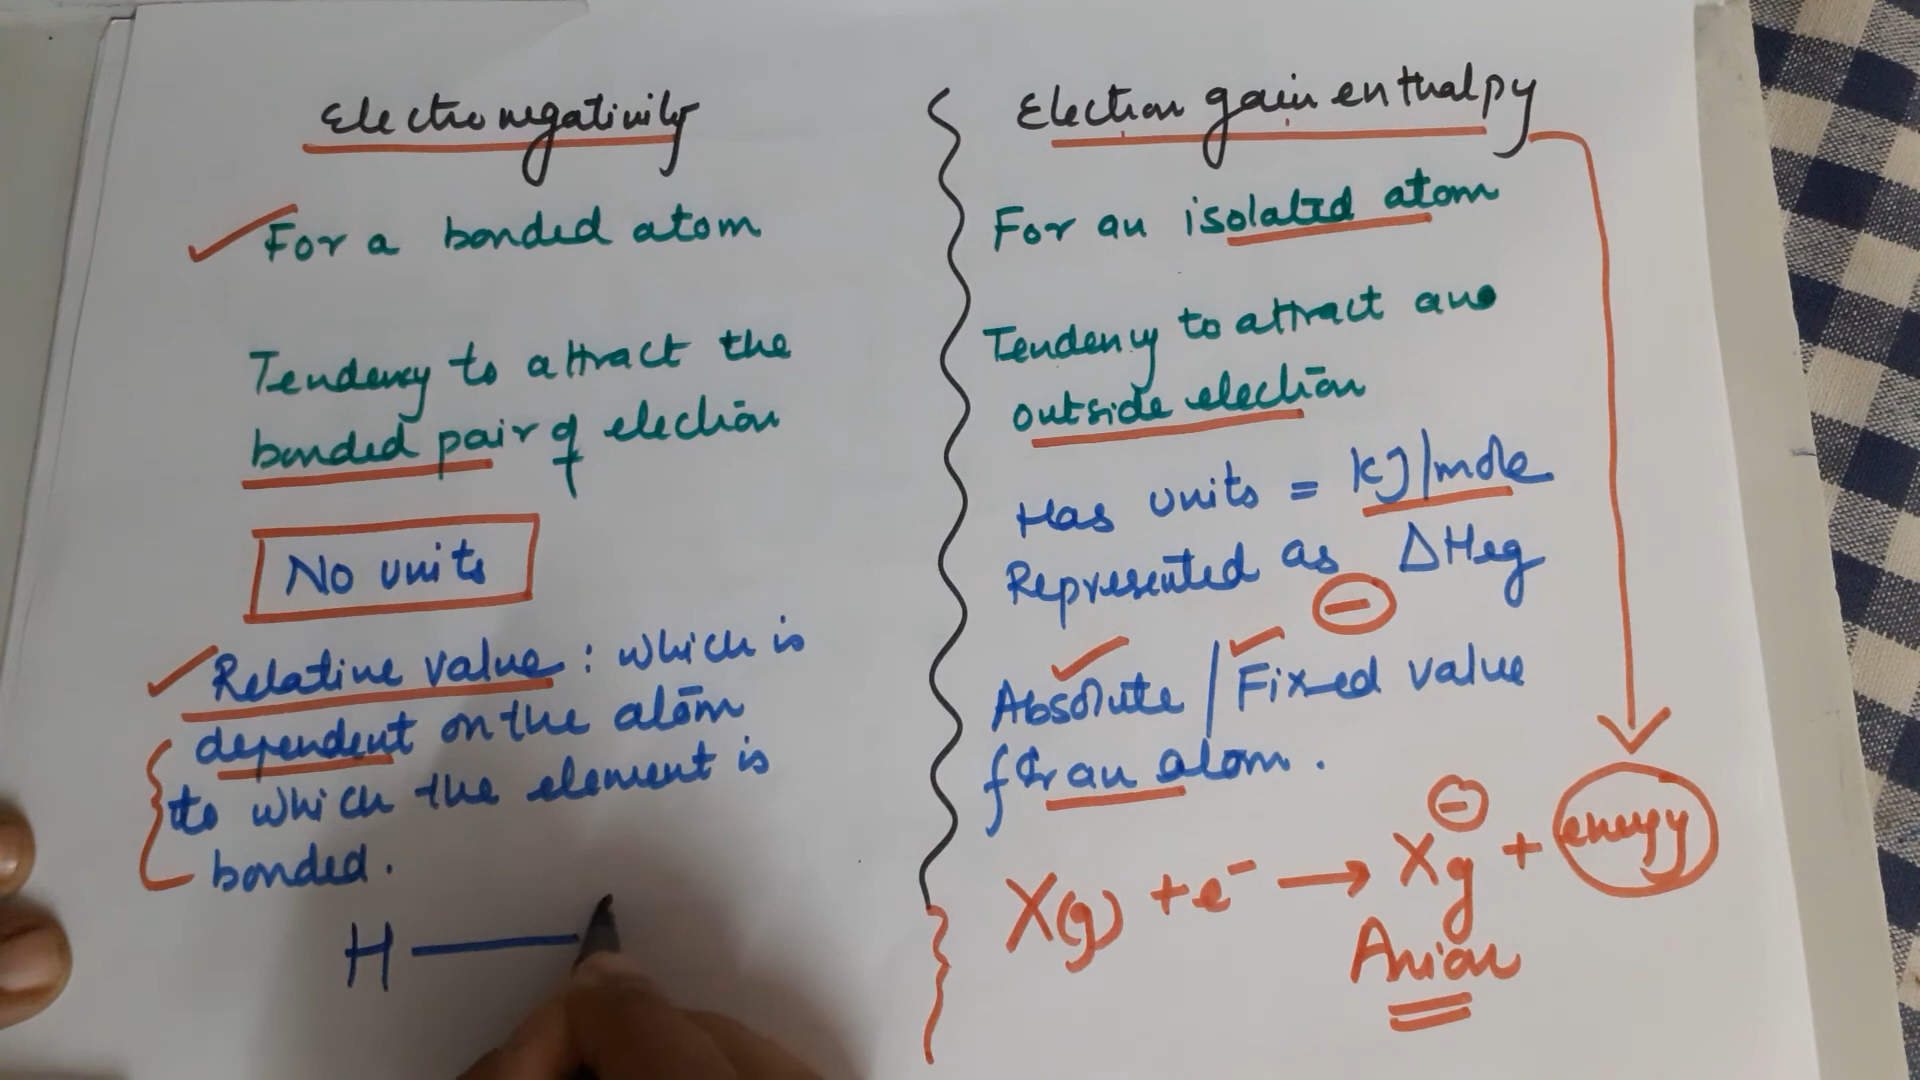 Electronegativity
For a bonded atom
Tendency to attract the
bonded pair of electron
No units
Relative value : which is
dependent on the atom
to which the element is
bonded.
H —
Electron gain enthalpy
For an isolated atom
Tendency to attract an
outside electron
Has units = kJ/mole
Represented as ΔHeg
⊖
Absolute / Fixed value
for an atom.
X(g) + e⁻ → X⊖g + energy
Anion